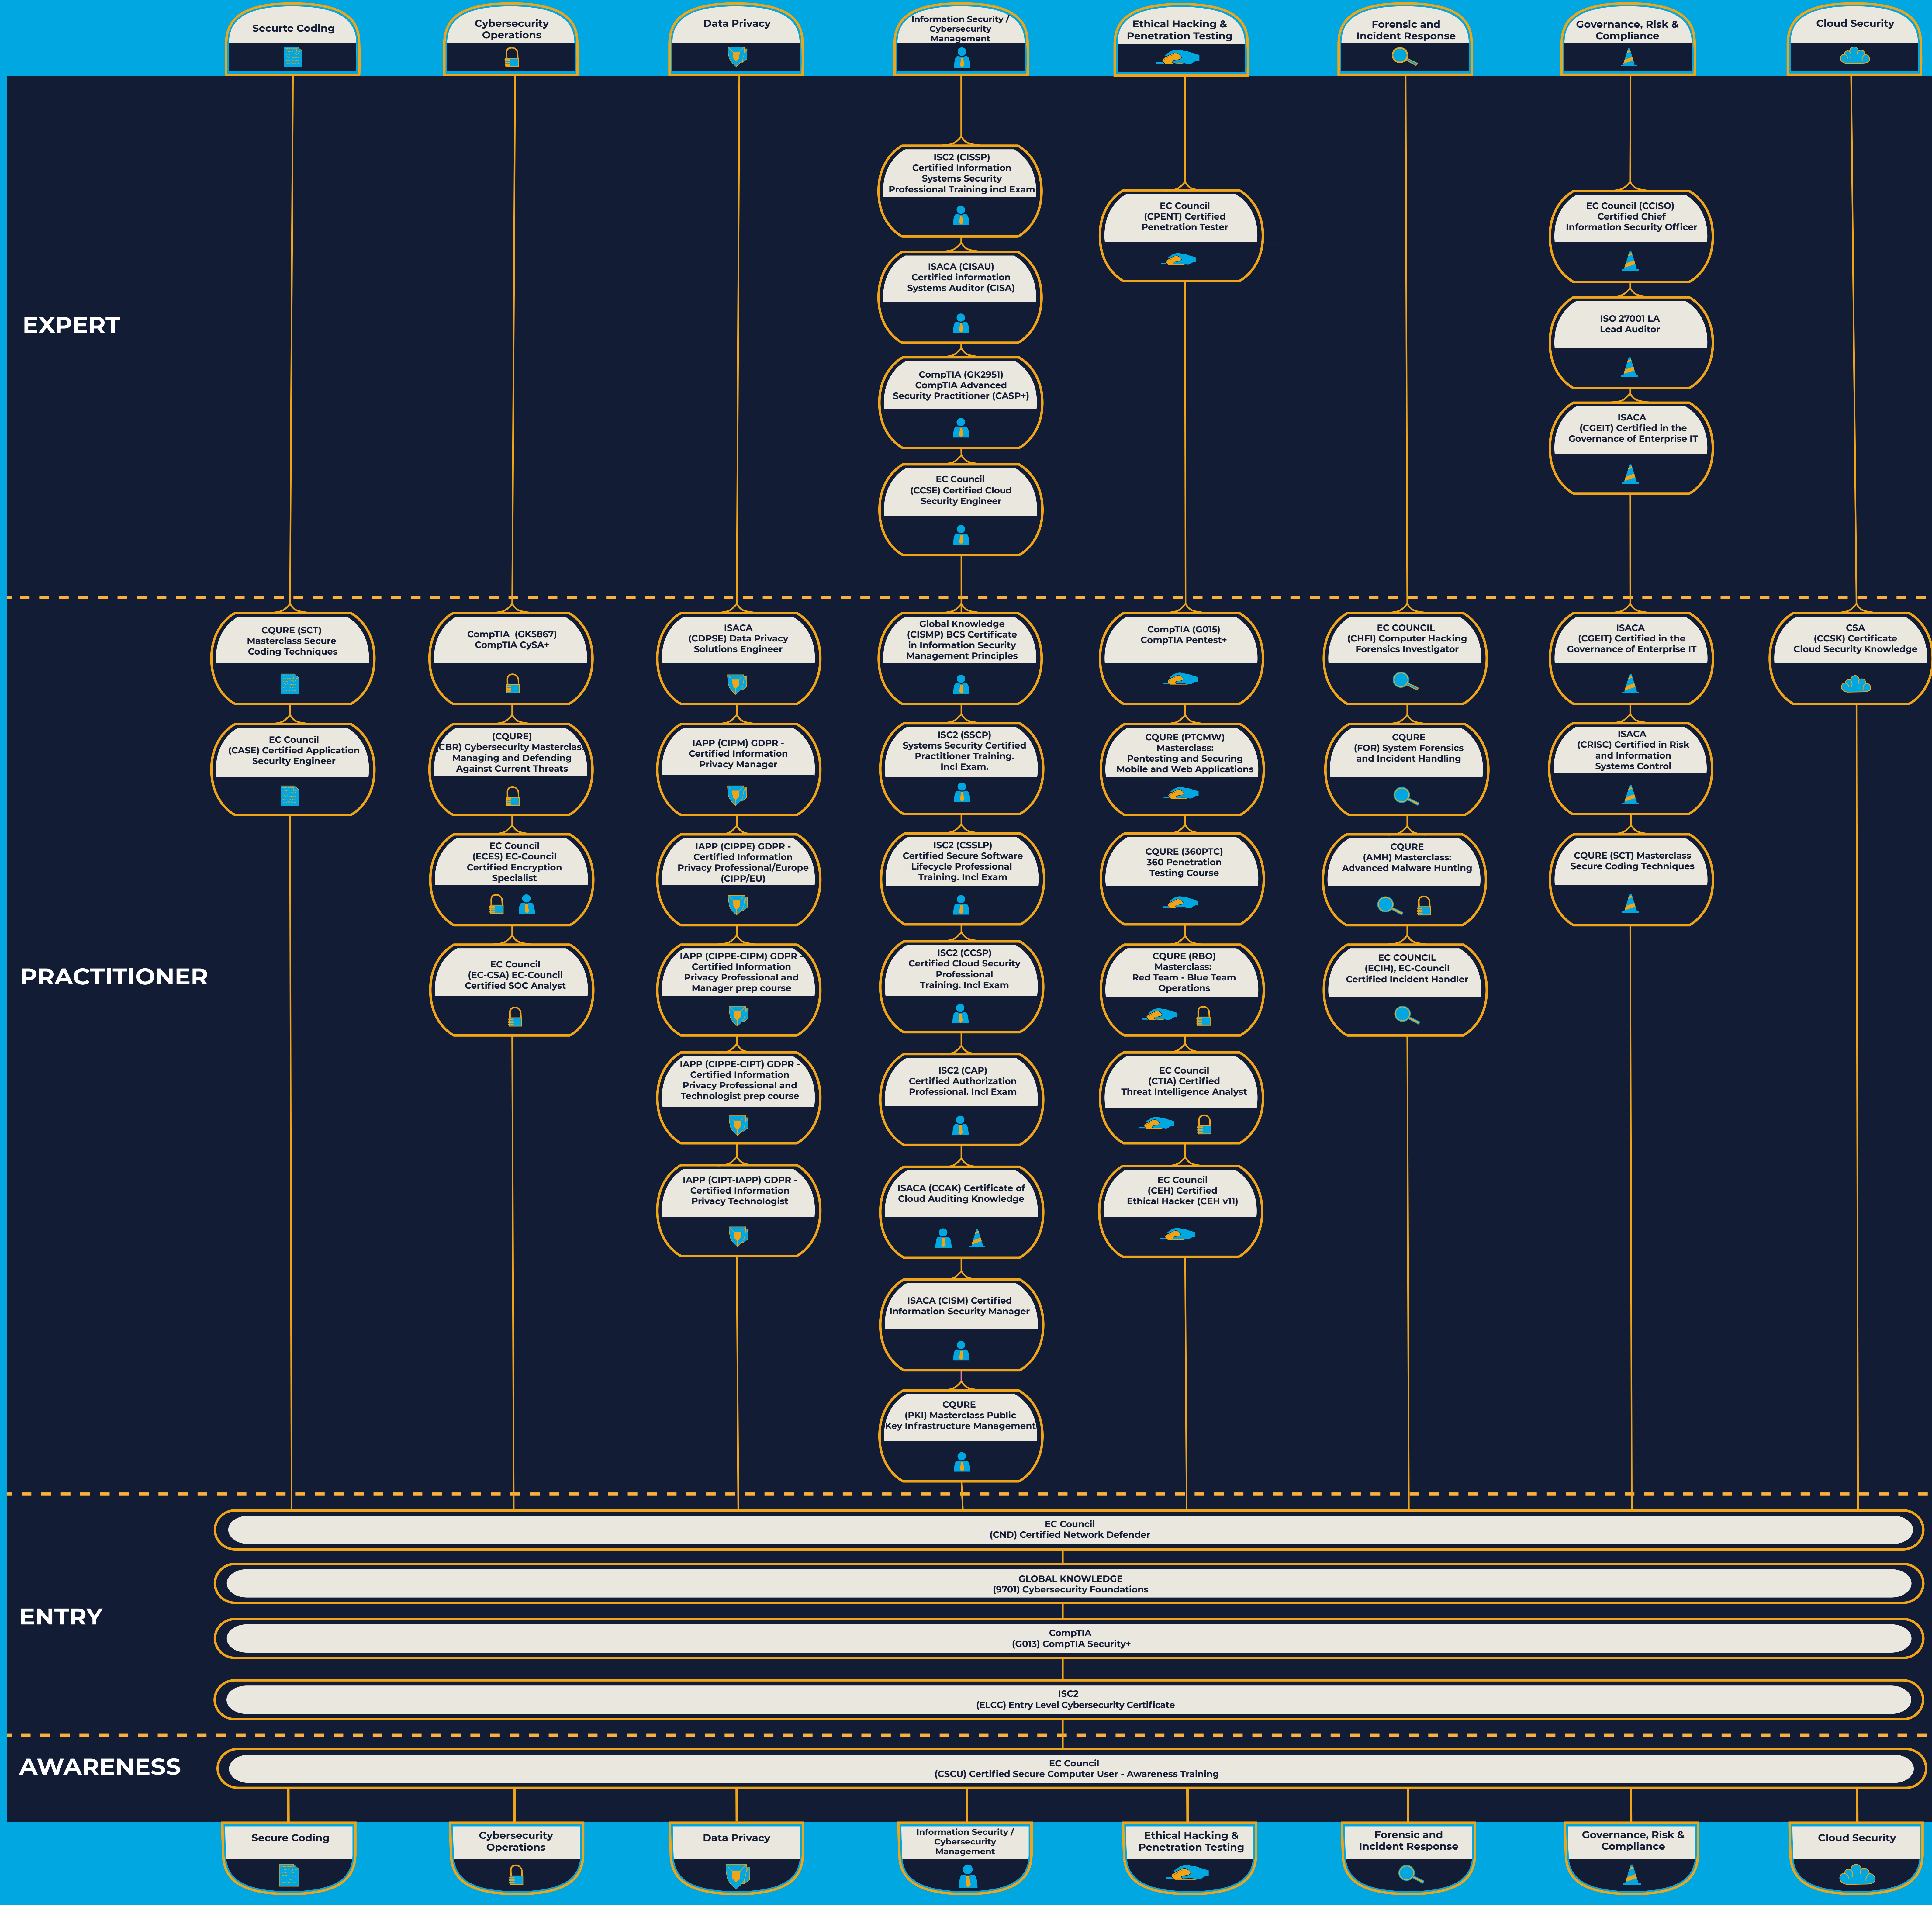 Securte Coding
Cybersecurity
Operations
Data Privacy
Information Security /
Cybersecurity
Management
Ethical Hacking &
Penetration Testing
Forensic and
Incident Response
Governance, Risk &
Compliance
Cloud Security
EXPERT
ISC2 (CISSP)
Certified Information
Systems Security
Professional Training incl Exam
ISACA (CISAU)
Certified information
Systems Auditor (CISA)
CompTIA (GK2951)
CompTIA Advanced
Security Practitioner (CASP+)
EC Council
(CCSE) Certified Cloud
Security Engineer
EC Council
(CPENT) Certified
Penetration Tester
EC Council (CCISO)
Certified Chief
Information Security Officer
ISO 27001 LA
Lead Auditor
ISACA
(CGEIT) Certified in the
Governance of Enterprise IT
PRACTITIONER
CQURE (SCT)
Masterclass Secure
Coding Techniques
EC Council
(CASE) Certified Application
Security Engineer
CompTIA (GK5867)
CompTIA CySA+
(CQURE)
(CBR) Cybersecurity Masterclass
Managing and Defending
Against Current Threats
EC Council
(ECES) EC-Council
Certified Encryption
Specialist
EC Council
(EC-CSA) EC-Council
Certified SOC Analyst
ISACA
(CDPSE) Data Privacy
Solutions Engineer
IAPP (CIPM) GDPR -
Certified Information
Privacy Manager
IAPP (CIPPE) GDPR -
Certified Information
Privacy Professional/Europe
(CIPP/EU)
IAPP (CIPPE-CIPM) GDPR -
Certified Information
Privacy Professional and
Manager prep course
IAPP (CIPPE-CIPT) GDPR -
Certified Information
Privacy Professional and
Technologist prep course
IAPP (CIPT-IAPP) GDPR -
Certified Information
Privacy Technologist
Global Knowledge
(CISMP) BCS Certificate
in Information Security
Management Principles
ISC2 (SSCP)
Systems Security Certified
Practitioner Training.
Incl Exam.
ISC2 (CSSLP)
Certified Secure Software
Lifecycle Professional
Training. Incl Exam
ISC2 (CCSP)
Certified Cloud Security
Professional
Training. Incl Exam
ISC2 (CAP)
Certified Authorization
Professional. Incl Exam
ISACA (CCAK) Certificate of
Cloud Auditing Knowledge
ISACA (CISM) Certified
Information Security Manager
CQURE
(PKI) Masterclass Public
Key Infrastructure Management
CompTIA (G015)
CompTIA Pentest+
CQURE (PTCMW)
Masterclass:
Pentesting and Securing
Mobile and Web Applications
CQURE (360PTC)
360 Penetration
Testing Course
CQURE (RBO)
Masterclass:
Red Team - Blue Team
Operations
EC Council
(CTIA) Certified
Threat Intelligence Analyst
EC Council
(CEH) Certified
Ethical Hacker (CEH v11)
EC COUNCIL
(CHFI) Computer Hacking
Forensics Investigator
CQURE
(FOR) System Forensics
and Incident Handling
CQURE
(AMH) Masterclass:
Advanced Malware Hunting
EC COUNCIL
(ECIH), EC-Council
Certified Incident Handler
ISACA
(CGEIT) Certified in the
Governance of Enterprise IT
ISACA
(CRISC) Certified in Risk
and Information
Systems Control
CQURE (SCT) Masterclass
Secure Coding Techniques
CSA
(CCSK) Certificate
Cloud Security Knowledge
ENTRY
EC Council
(CND) Certified Network Defender
GLOBAL KNOWLEDGE
(9701) Cybersecurity Foundations
CompTIA
(G013) CompTIA Security+
ISC2
(ELCC) Entry Level Cybersecurity Certificate
AWARENESS
EC Council
(CSCU) Certified Secure Computer User - Awareness Training
Secure Coding
Cybersecurity
Operations
Data Privacy
Information Security /
Cybersecurity
Management
Ethical Hacking &
Penetration Testing
Forensic and
Incident Response
Governance, Risk &
Compliance
Cloud Security